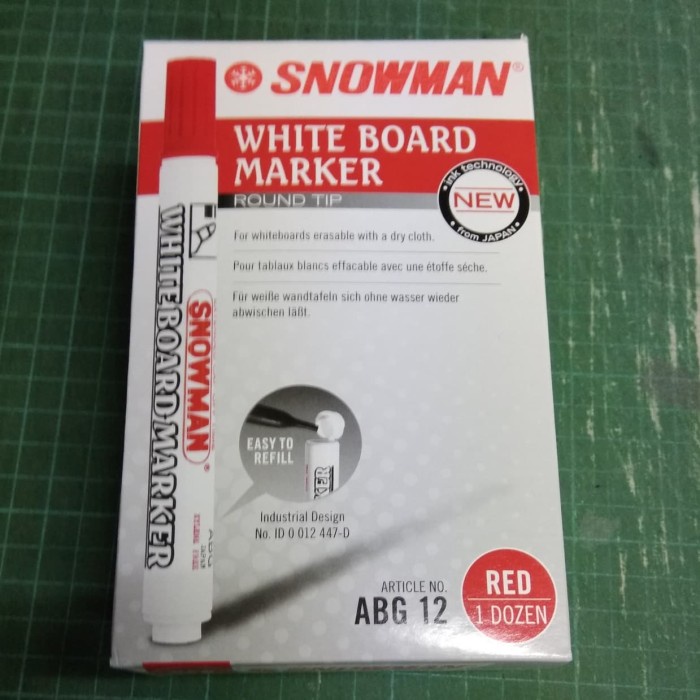 SNOWMAN®
WHITE BOARD
MARKER
ROUND TIP
ink technology
NEW
from JAPAN
For whiteboards erasable with a dry cloth.
Pour tablaux blancs effacable avec une étoffe séche.
Für weiße wandtafeln sich ohne wasser wieder
abwischen läßt.
WHITEBOARD MARKER
SNOWMAN®
EASY TO
REFILL
KER
Industrial Design
No. ID 0 012 447-D
ARTICLE NO.
ABG 12
RED
1 DOZEN